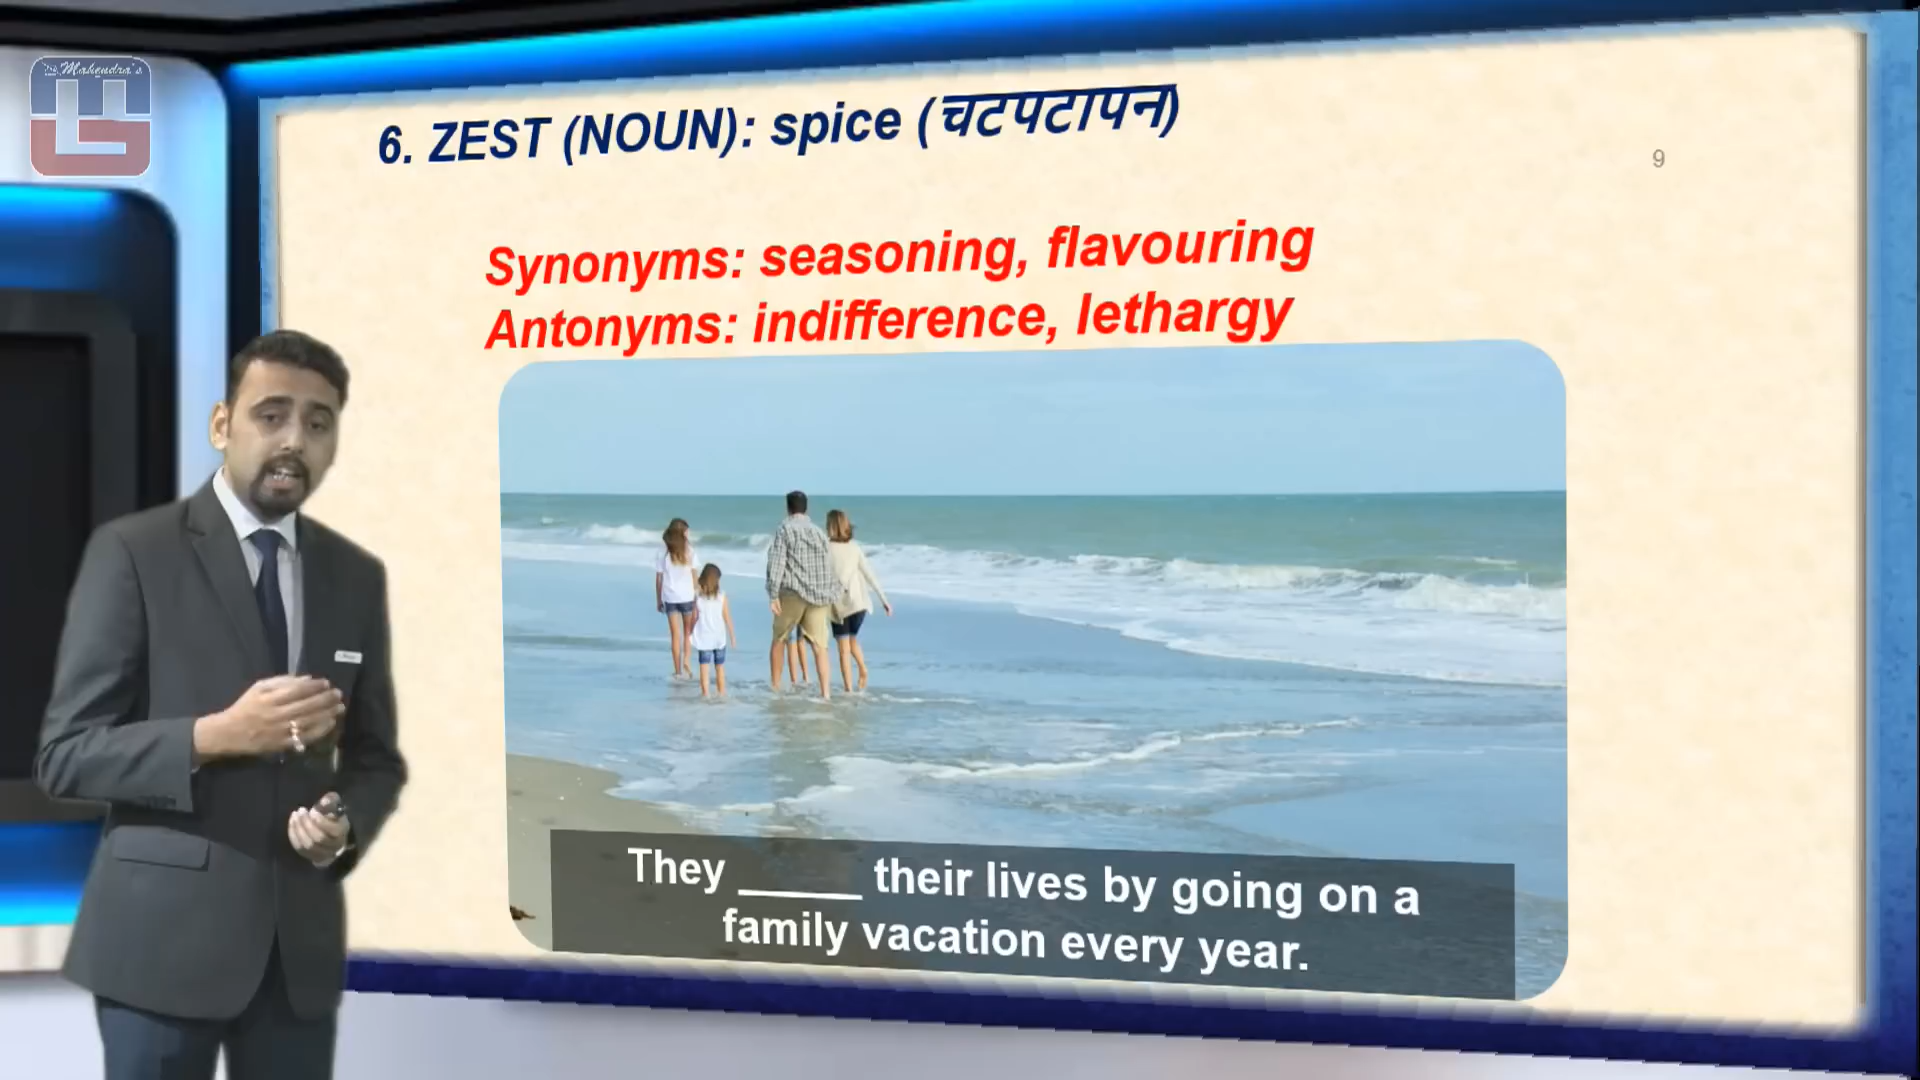 Mahendra's
6. ZEST (NOUN): spice (चटपटापन)
9
Synonyms: seasoning, flavouring
Antonyms: indifference, lethargy
They _____ their lives by going on a
family vacation every year.